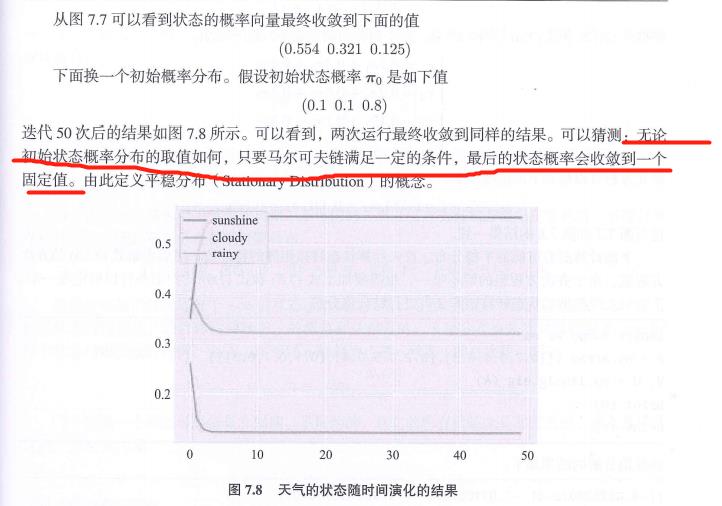 从图 7.7 可以看到状态的概率向量最终收敛到下面的值
(0.554 0.321 0.125)
下面换一个初始概率分布。假设初始状态概率 π₀ 是如下值
(0.1 0.1 0.8)
迭代 50 次后的结果如图 7.8 所示。可以看到，两次运行最终收敛到同样的结果。可以猜测：无论
初始状态概率分布的取值如何，只要马尔可夫链满足一定的条件，最后的状态概率会收敛到一个
固定值。由此定义平稳分布（Stationary Distribution）的概念。
sunshine
cloudy
rainy
0.5
0.4
0.3
0.2
0 10 20 30 40 50
图 7.8 天气的状态随时间演化的结果